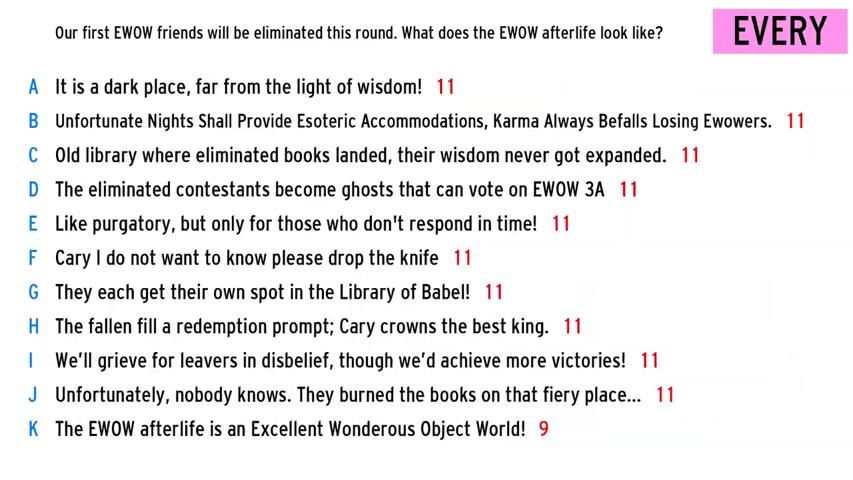 Our first EWOW friends will be eliminated this round. What does the EWOW afterlife look like?
EVERY
A It is a dark place, far from the light of wisdom! 11
B Unfortunate Nights Shall Provide Esoteric Accommodations, Karma Always Befalls Losing Ewowers. 11
C Old library where eliminated books landed, their wisdom never got expanded. 11
D The eliminated contestants become ghosts that can vote on EWOW 3A 11
E Like purgatory, but only for those who don't respond in time! 11
F Cary I do not want to know please drop the knife 11
G They each get their own spot in the Library of Babel! 11
H The fallen fill a redemption prompt; Cary crowns the best king. 11
I We’ll grieve for leavers in disbelief, though we’d achieve more victories! 11
J Unfortunately, nobody knows. They burned the books on that fiery place... 11
K The EWOW afterlife is an Excellent Wonderous Object World! 9